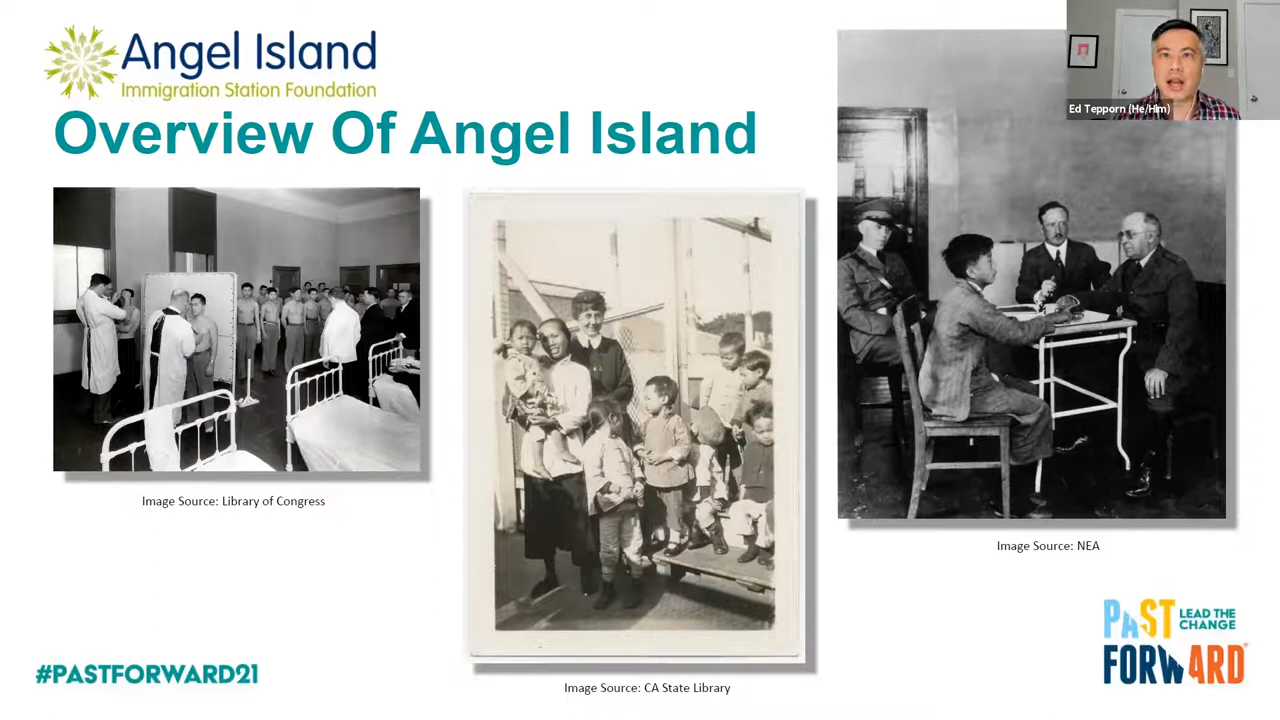 Angel Island
Immigration Station Foundation
Overview Of Angel Island
Ed Tepporn (He/Him)
Image Source: Library of Congress
Image Source: NEA
Image Source: CA State Library
#PASTFORWARD21
PAST
LEAD THE
CHANGE
FORWARD